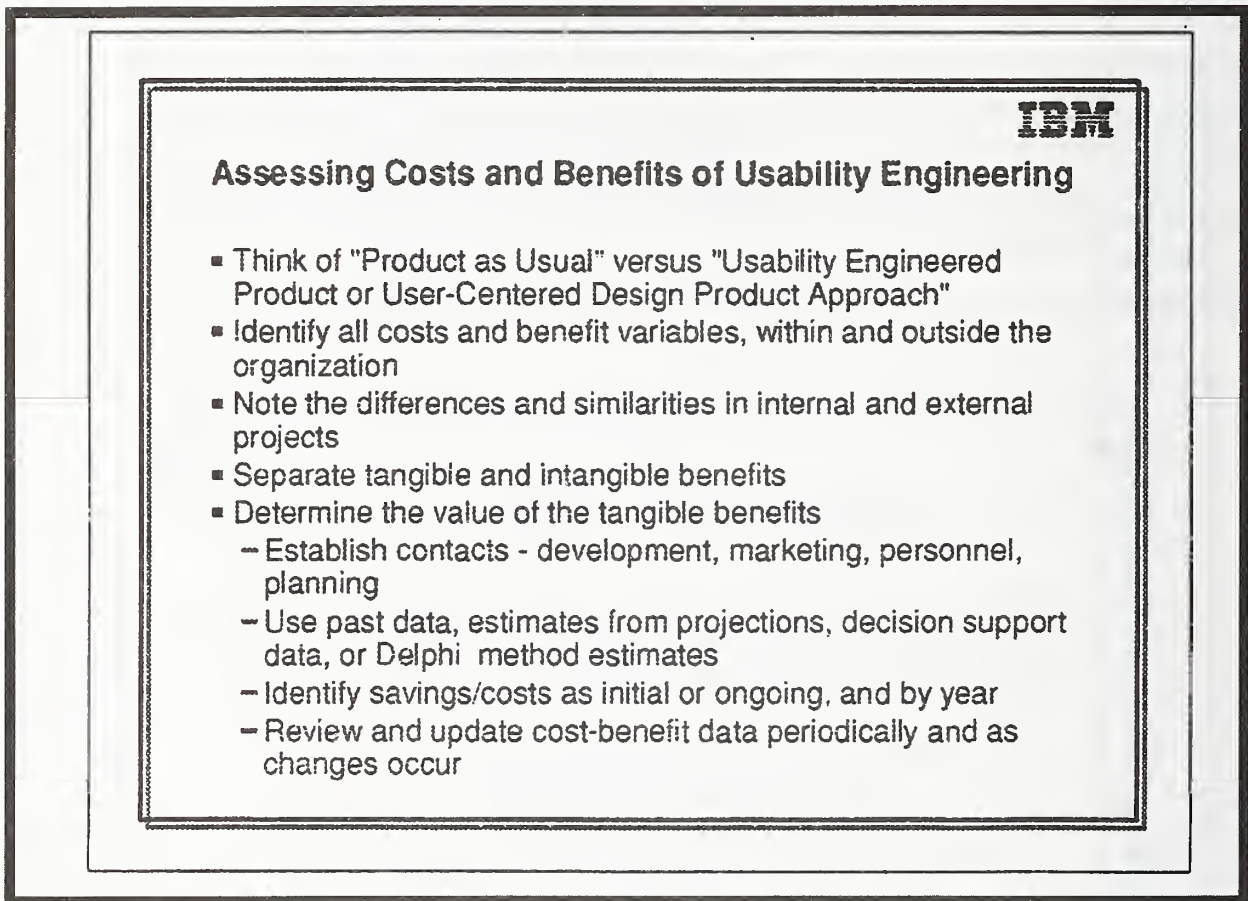 IBM
Assessing Costs and Benefits of Usability Engineering
▪ Think of "Product as Usual" versus "Usability Engineered
Product or User-Centered Design Product Approach"
▪ Identify all costs and benefit variables, within and outside the
organization
▪ Note the differences and similarities in internal and external
projects
▪ Separate tangible and intangible benefits
▪ Determine the value of the tangible benefits
– Establish contacts - development, marketing, personnel,
planning
– Use past data, estimates from projections, decision support
data, or Delphi method estimates
– Identify savings/costs as initial or ongoing, and by year
– Review and update cost-benefit data periodically and as
changes occur